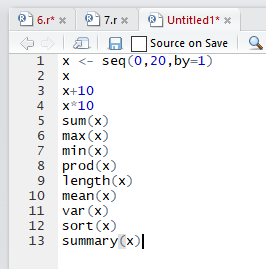 6.r* × 7.r × Untitled1* ×
Source on Save
1 x <- seq(0,20,by=1)
2 x
3 x+10
4 x*10
5 sum(x)
6 max(x)
7 min(x)
8 prod(x)
9 length(x)
10 mean(x)
11 var(x)
12 sort(x)
13 summary(x)